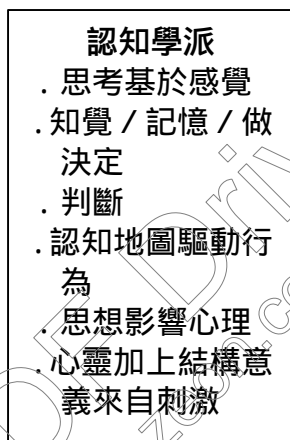 認知學派
. 思考基於感覺
. 知覺 / 記憶 / 做
決定
. 判斷
. 認知地圖驅動行
為
. 思想影響心理
. 心靈加上結構意
義來自刺激